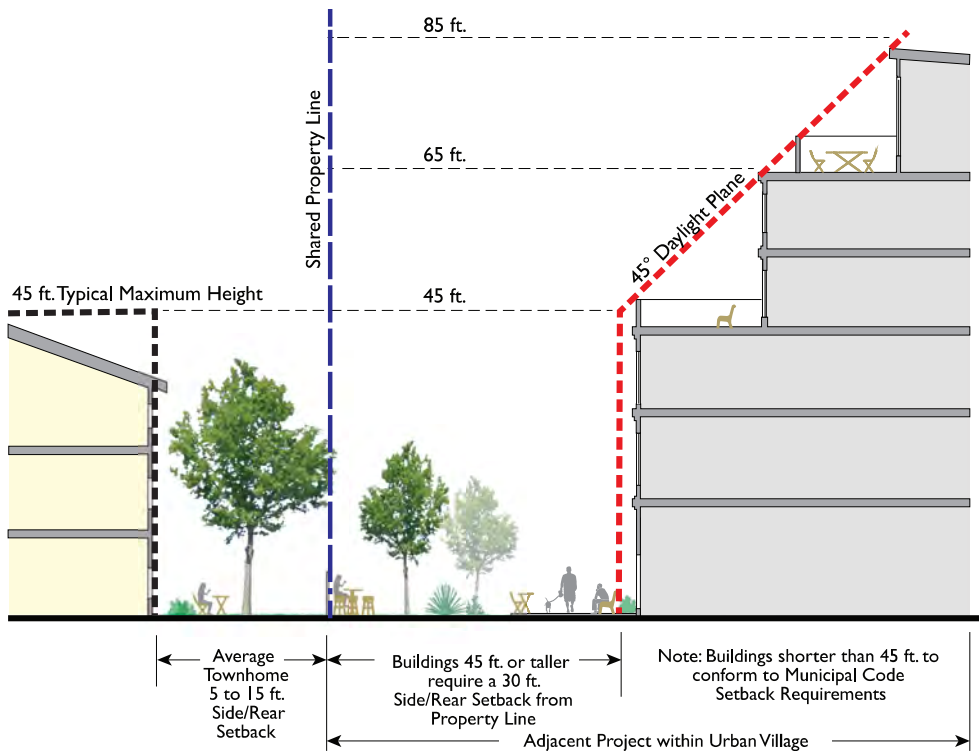 85 ft.
Shared Property Line
65 ft.
45° Daylight Plane
45 ft. Typical Maximum Height
45 ft.
Average
Townhome
5 to 15 ft.
Side/Rear
Setback
Buildings 45 ft. or taller
require a 30 ft.
Side/Rear Setback from
Property Line
Note: Buildings shorter than 45 ft. to
conform to Municipal Code
Setback Requirements
Adjacent Project within Urban Village